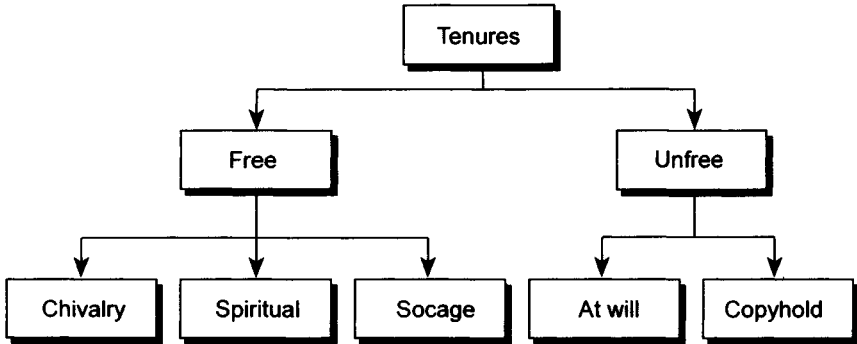 Tenures
Free
Unfree
Chivalry
Spiritual
Socage
At will
Copyhold